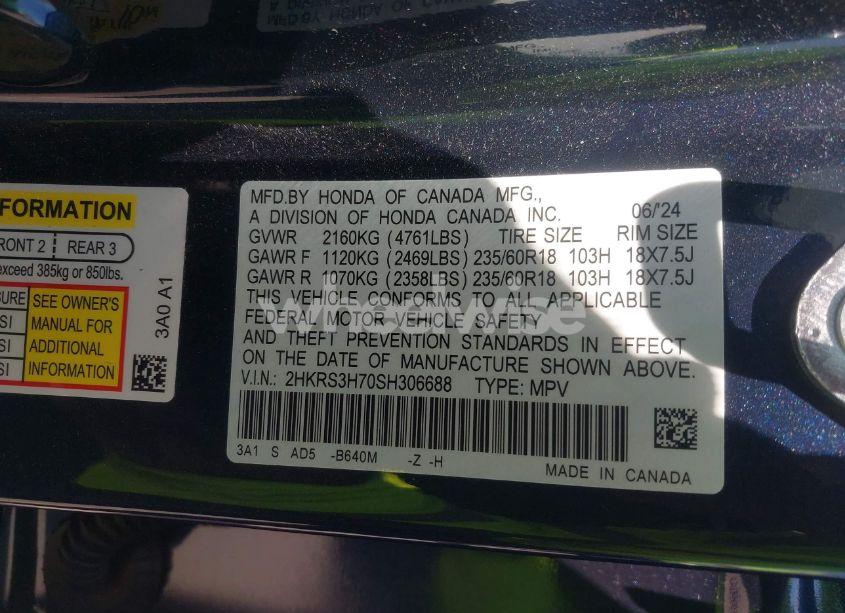 MFD.BY HONDA OF CANADA MFG.,
A DIVISION OF HONDA CANADA INC. 06/'24
GVWR 2160KG (4761LBS) TIRE SIZE RIM SIZE
GAWR F 1120KG (2469LBS) 235/60R18 103H 18X7.5J
GAWR R 1070KG (2358LBS) 235/60R18 103H 18X7.5J
THIS VEHICLE CONFORMS TO ALL APPLICABLE
FEDERAL MOTOR VEHICLE SAFETY
AND THEFT PREVENTION STANDARDS IN EFFECT
ON THE DATE OF MANUFACTURE SHOWN ABOVE.
V.I.N.: 2HKRS3H70SH306688 TYPE: MPV
3A1 S AD5 -B640M -Z -H
MADE IN CANADA
FORMATION
FRONT 2 REAR 3
exceed 385kg or 850lbs.
SEE OWNER'S
MANUAL FOR
ADDITIONAL
INFORMATION
3A0 A1
wheelwise